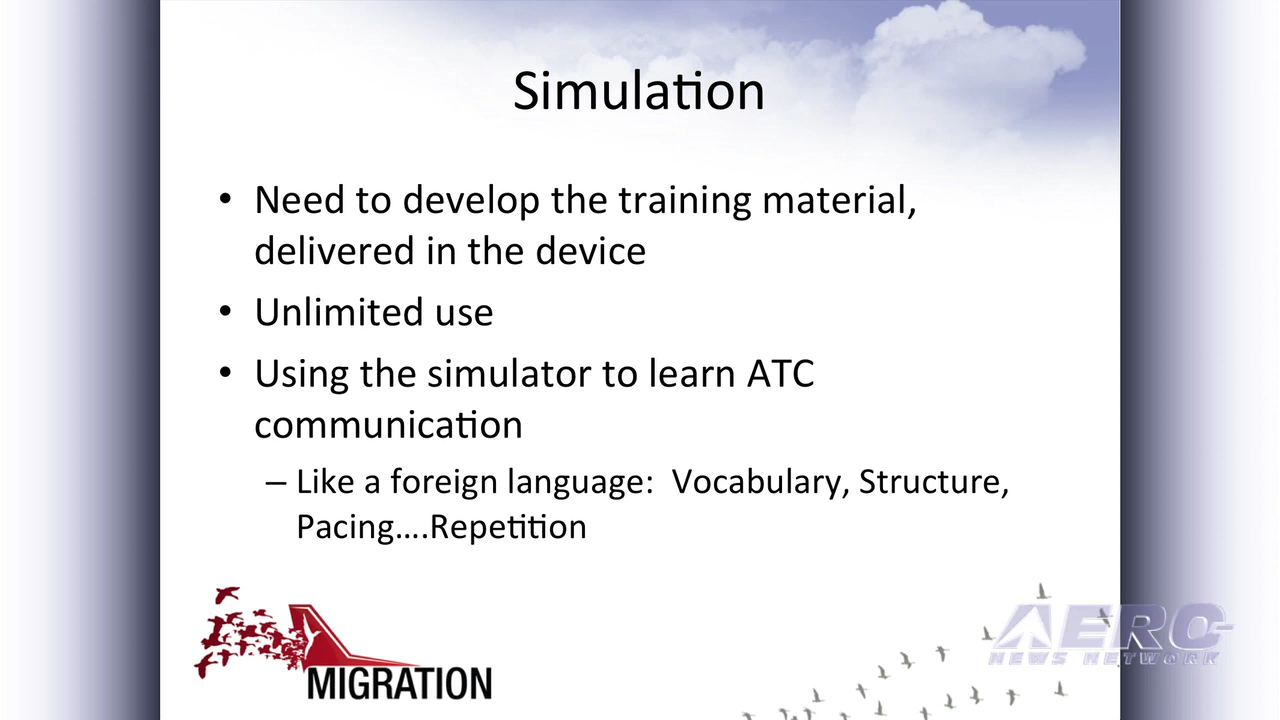 Simulation
• Need to develop the training material,
delivered in the device
• Unlimited use
• Using the simulator to learn ATC
communication
– Like a foreign language:  Vocabulary, Structure,
Pacing....Repetition
MIGRATION
AERO
NEWS NETWORK